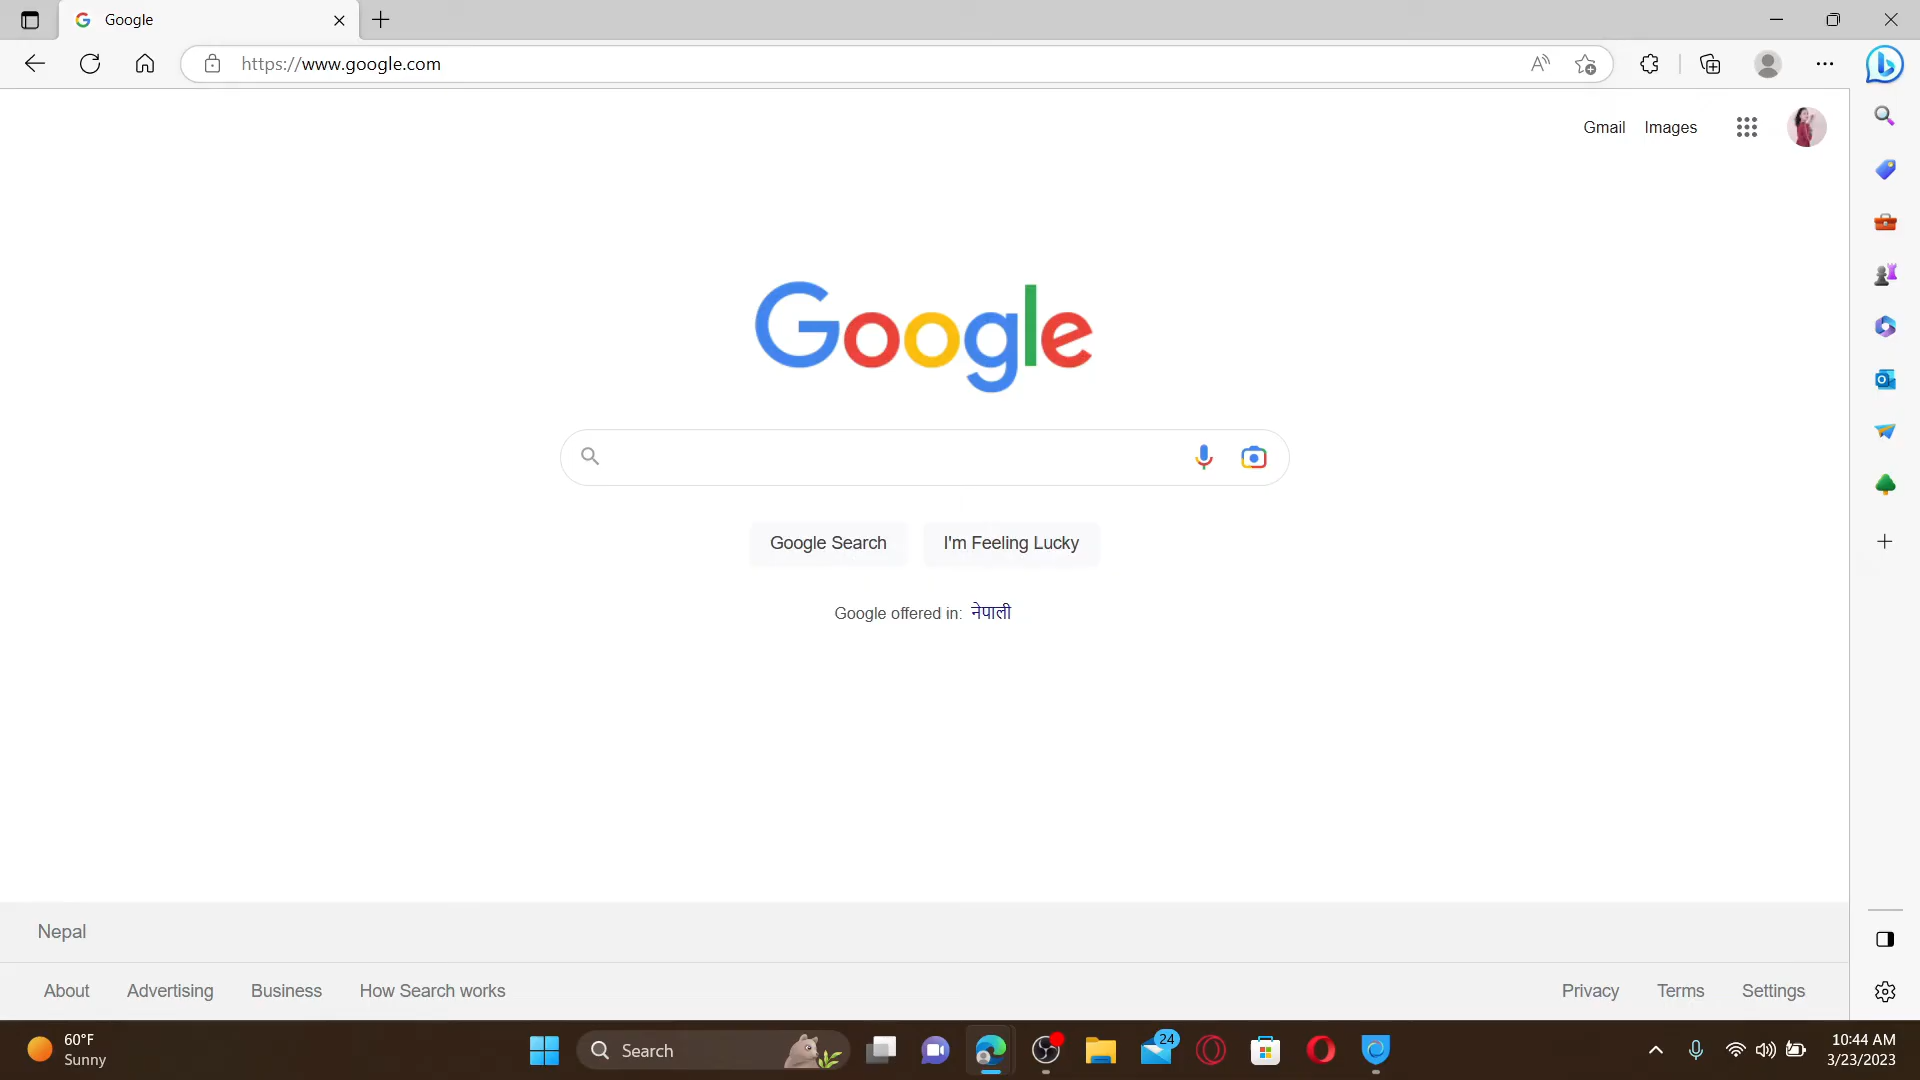 Google
https://www.google.com
Gmail Images
Google
Google Search I'm Feeling Lucky
Google offered in: नेपाली
Nepal
About Advertising Business How Search works Privacy Terms Settings
60°F
Sunny
Search
24
10:44 AM
3/23/2023